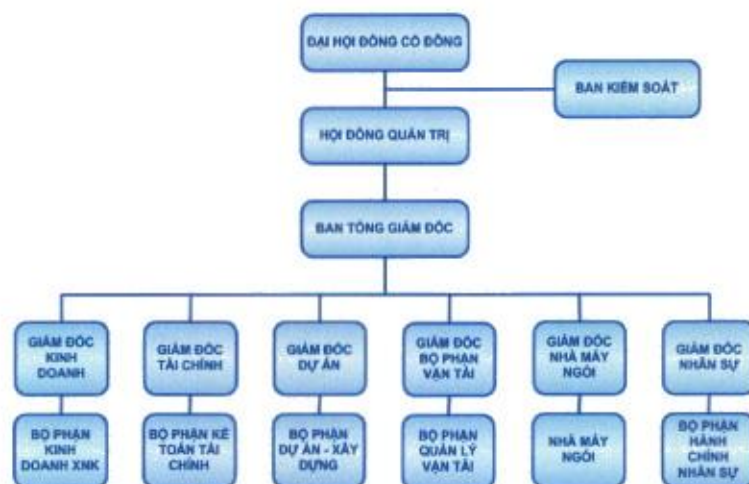 ĐẠI HỘI ĐỒNG CỔ ĐÔNG
BAN KIỂM SOÁT
HỘI ĐỒNG QUẢN TRỊ
BAN TỔNG GIÁM ĐỐC
GIÁM ĐỐC
KINH
DOANH
GIÁM ĐỐC
TÀI CHÍNH
GIÁM ĐỐC
DỰ ÁN
GIÁM ĐỐC
BỘ PHẬN
VẬN TẢI
GIÁM ĐỐC
NHÀ MÁY
NGÓI
GIÁM ĐỐC
NHÂN SỰ
BỘ PHẬN
KINH
DOANH XNK
BỘ PHẬN KẾ
TOÁN TÀI
CHÍNH
BỘ PHẬN
DỰ ÁN - XÂY
DỰNG
BỘ PHẬN
QUẢN LÝ
VẬN TẢI
NHÀ MÁY
NGÓI
BỘ PHẬN
HÀNH
CHÍNH
NHÂN SỰ